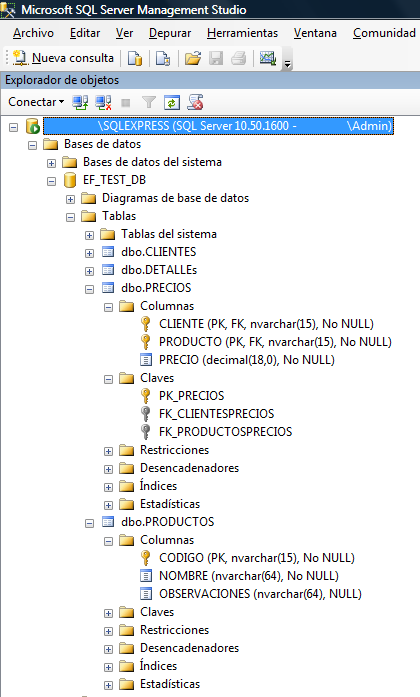 Microsoft SQL Server Management Studio
Archivo Editar Ver Depurar Herramientas Ventana Comunidad
Nueva consulta
Explorador de objetos
Conectar
\SQLEXPRESS (SQL Server 10.50.1600 - \Admin)
Bases de datos
Bases de datos del sistema
EF_TEST_DB
Diagramas de base de datos
Tablas
Tablas del sistema
dbo.CLIENTES
dbo.DETALLEs
dbo.PRECIOS
Columnas
CLIENTE (PK, FK, nvarchar(15), No NULL)
PRODUCTO (PK, FK, nvarchar(15), No NULL)
PRECIO (decimal(18,0), No NULL)
Claves
PK_PRECIOS
FK_CLIENTESPRECIOS
FK_PRODUCTOSPRECIOS
Restricciones
Desencadenadores
Índices
Estadísticas
dbo.PRODUCTOS
Columnas
CODIGO (PK, nvarchar(15), No NULL)
NOMBRE (nvarchar(64), No NULL)
OBSERVACIONES (nvarchar(64), NULL)
Claves
Restricciones
Desencadenadores
Índices
Estadísticas